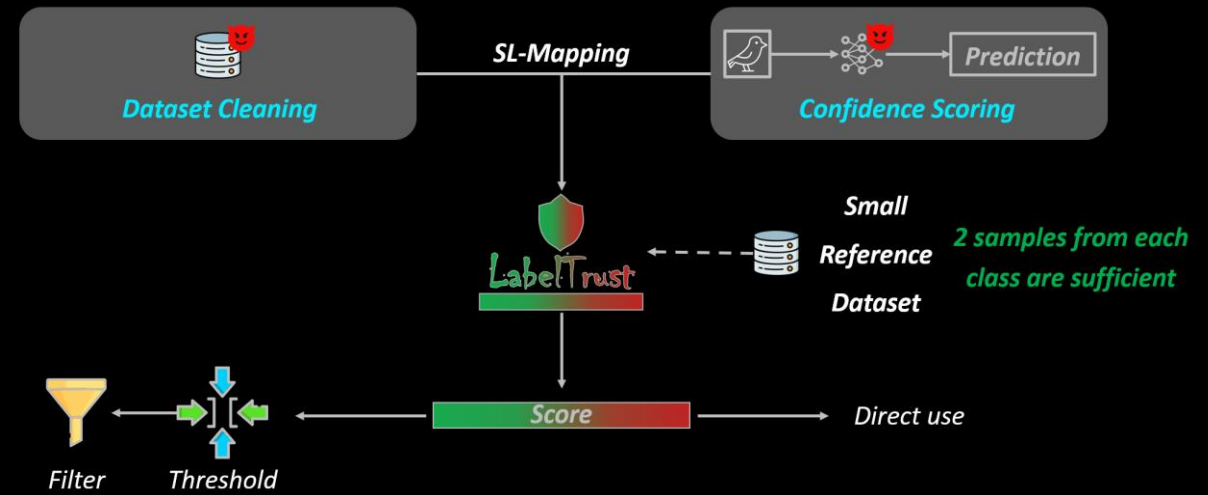 SL-Mapping
Dataset Cleaning
Prediction
Confidence Scoring
LabelTrust
Small
Reference
Dataset
2 samples from each
class are sufficient
Score
Direct use
Filter
Threshold